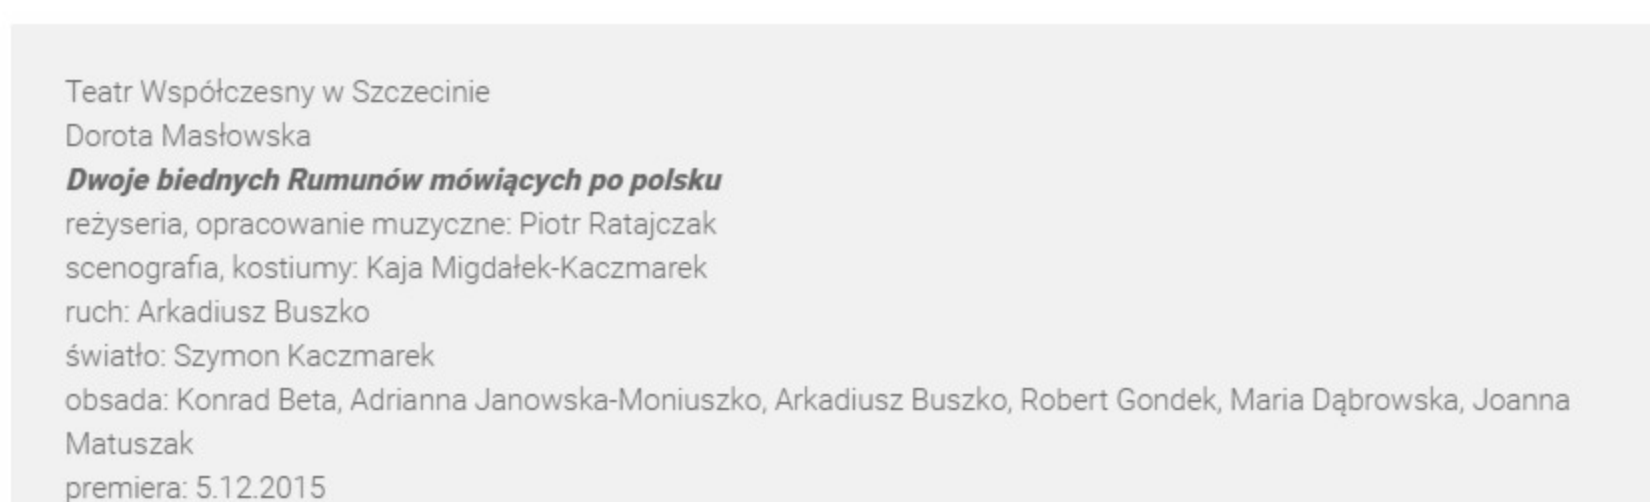 Teatr Współczesny w Szczecinie
Dorota Masłowska
Dwoje biednych Rumunów mówiących po polsku
reżyseria, opracowanie muzyczne: Piotr Ratajczak
scenografia, kostiumy: Kaja Migdałek-Kaczmarek
ruch: Arkadiusz Buszko
światło: Szymon Kaczmarek
obsada: Konrad Beta, Adrianna Janowska-Moniuszko, Arkadiusz Buszko, Robert Gondek, Maria Dąbrowska, Joanna
Matuszak
premiera: 5.12.2015